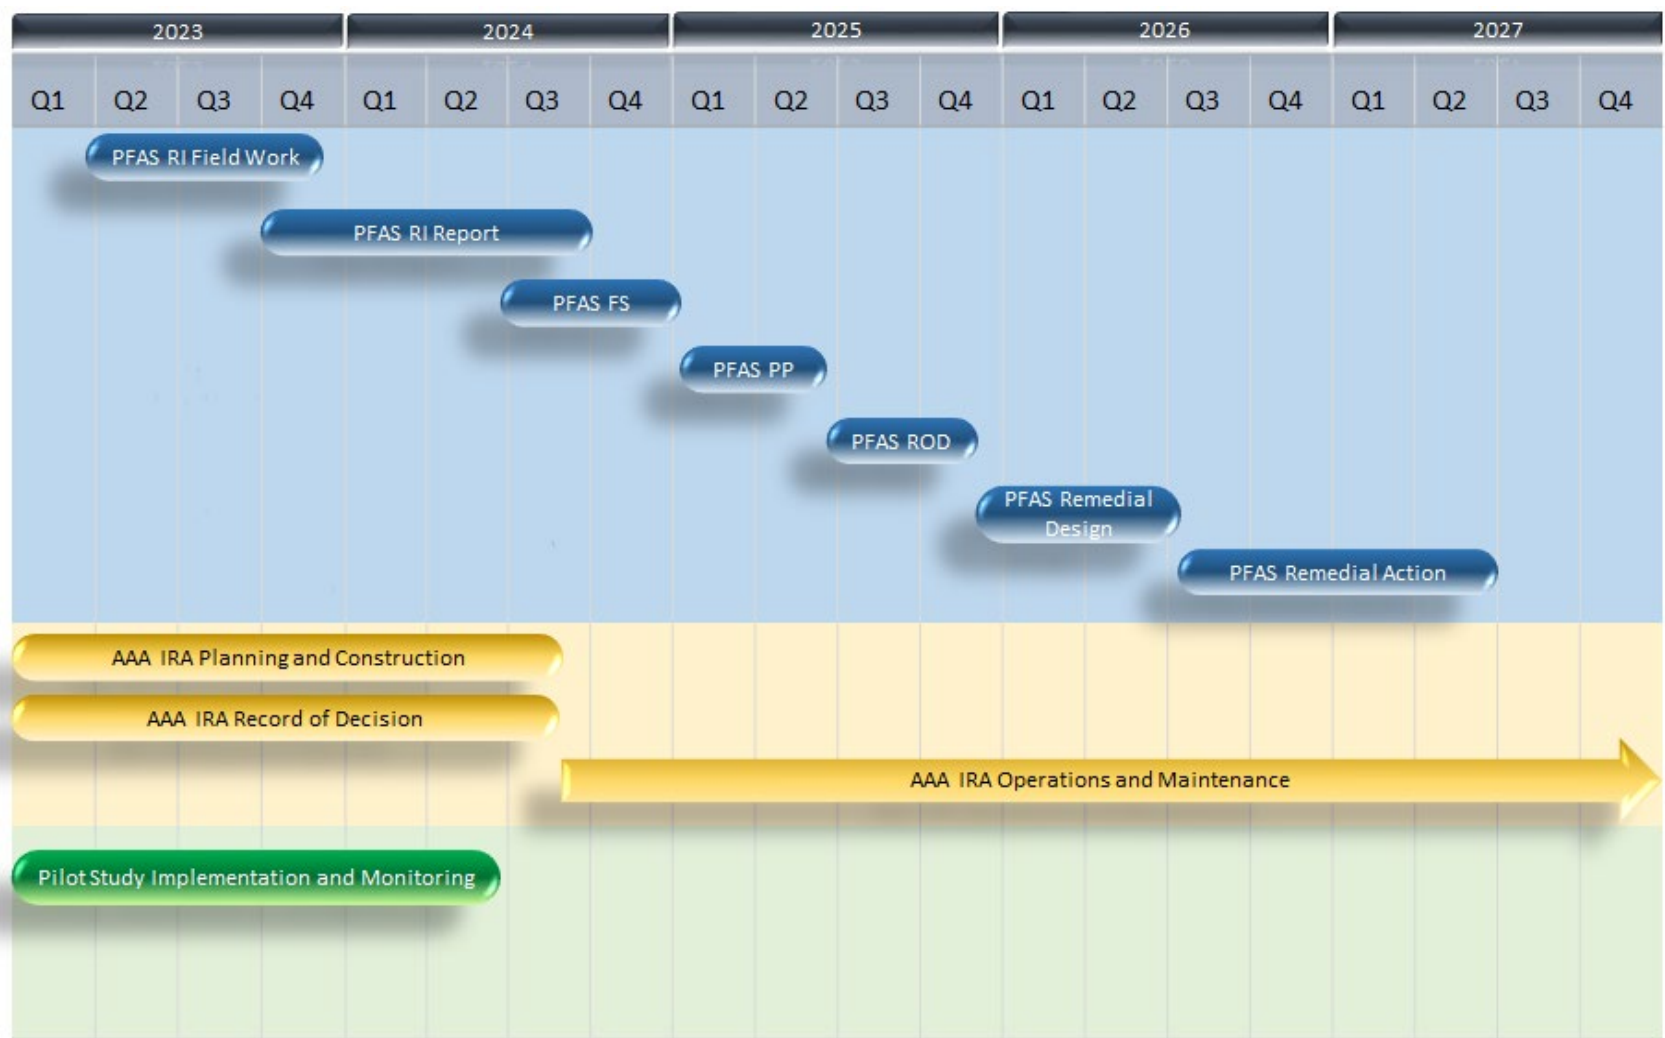 2023 2024 2025 2026 2027
Q1 Q2 Q3 Q4 Q1 Q2 Q3 Q4 Q1 Q2 Q3 Q4 Q1 Q2 Q3 Q4 Q1 Q2 Q3 Q4
PFAS RI Field Work
PFAS RI Report
PFAS FS
PFAS PP
PFAS ROD
PFAS Remedial
Design
PFAS Remedial Action
AAA IRA Planning and Construction
AAA IRA Record of Decision
AAA IRA Operations and Maintenance
Pilot Study Implementation and Monitoring